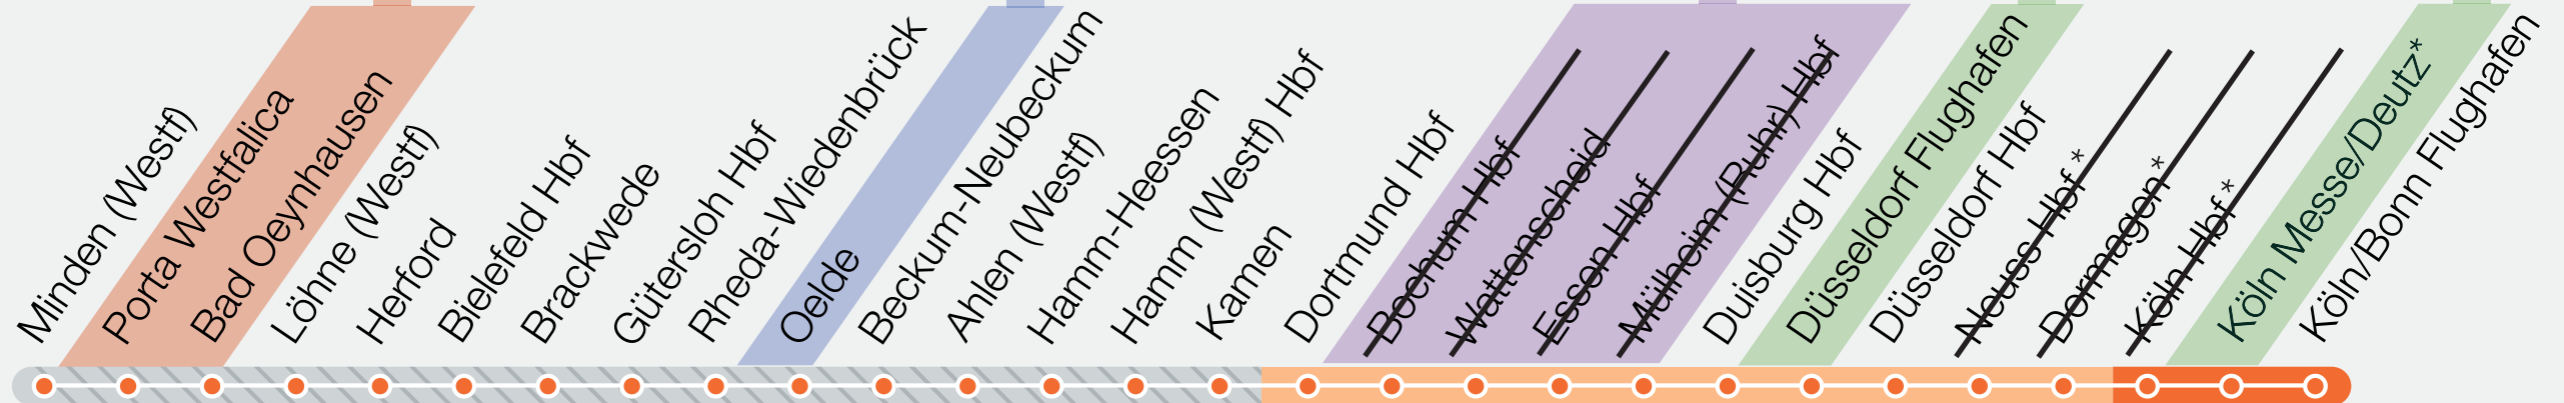 Minden (Westf)
Porta Westfalica
Bad Oeynhausen
Löhne (Westf)
Herford
Bielefeld Hbf
Brackwede
Gütersloh Hbf
Rheda-Wiedenbrück
Oelde
Beckum-Neubeckum
Ahlen (Westf)
Hamm-Heessen
Hamm (Westf) Hbf
Kamen
Dortmund Hbf
Bochum Hbf
Wattenscheid
Essen Hbf
Mülheim (Ruhr) Hbf
Duisburg Hbf
Düsseldorf Flughafen
Düsseldorf Hbf
Neuss Hbf*
Dormagen*
Köln Hbf*
Köln Messe/Deutz*
Köln/Bonn Flughafen